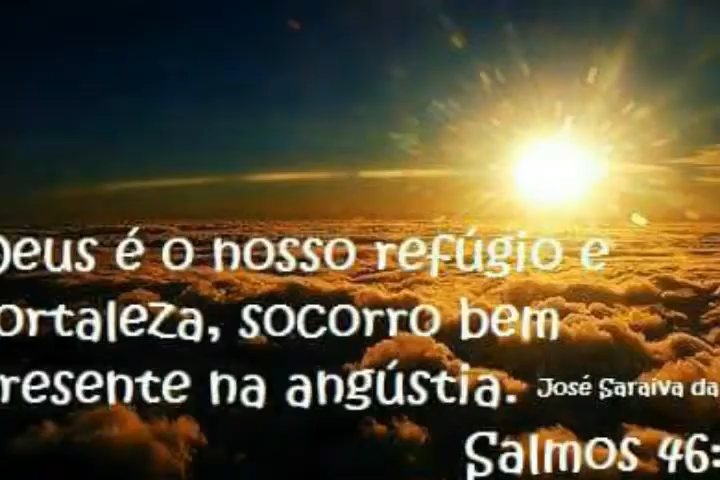 Deus é o nosso refúgio e
ortaleza, socorro bem
resente na angústia. José Saraiva da
Salmos 46: